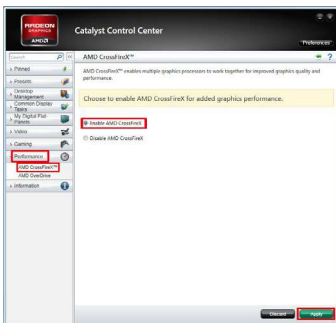 RADEON
GRAPHICS
AMD
Catalyst Control Center
Preferences
Search
AMD CrossFireX™
?
Pinned
Presets
Desktop
Management
Common Display
Tasks
My Digital Flat-
Panels
Video
Gaming
Performance
AMD CrossFireX™
AMD OverDrive
Information
AMD CrossFireX™ enables multiple graphics processors to work together for improved graphics quality and
performance.
Choose to enable AMD CrossFireX for added graphics performance.
Enable AMD CrossFireX
Disable AMD CrossFireX
Discard
Apply